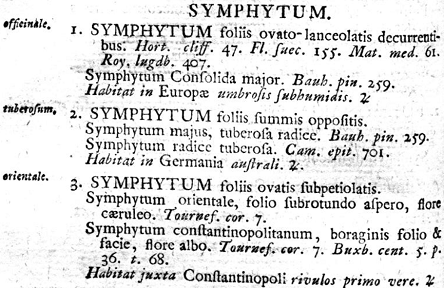 SYMPHYTUM.
officinale. 1. SYMPHYTUM foliis ovato-lanceolatis decurrenti-
bus. Hort. cliff. 47. Fl. ſuec. 155. Mat. med. 61.
Roy. lugdb. 407.
Symphytum Conſolida major. Bauh. pin. 259.
Habitat in Europæ umbroſis ſubhumidis. ♃
tuberoſum. 2. SYMPHYTUM foliis ſummis oppoſitis.
Symphytum majus, tuberoſa radice. Bauh. pin. 259.
Symphytum radice tuberoſa. Cam. epit. 701.
Habitat in Germania auſtrali. ♃.
orientale. 3. SYMPHYTUM foliis ovatis ſubpetiolatis.
Symphytum orientale, folio ſubrotundo aſpero, flore
cæruleo. Tournef. cor. 7.
Symphytum conſtantinopolitanum, boraginis folio &
facie, flore albo. Tournef. cor. 7. Buxb. cent. 5. p.
36. t. 68.
Habitat juxta Conſtantinopoli rivulos primo vere. ♃